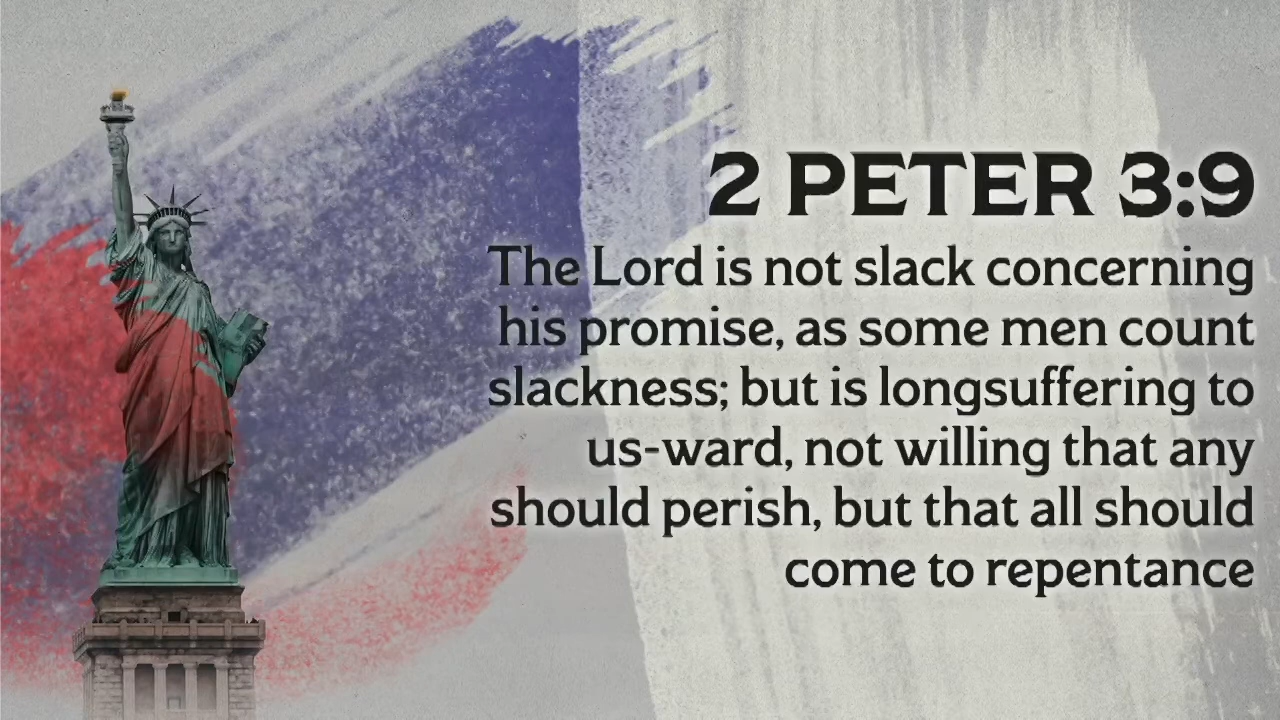 2 PETER 3:9
The Lord is not slack concerning
his promise, as some men count
slackness; but is longsuffering to
us-ward, not willing that any
should perish, but that all should
come to repentance